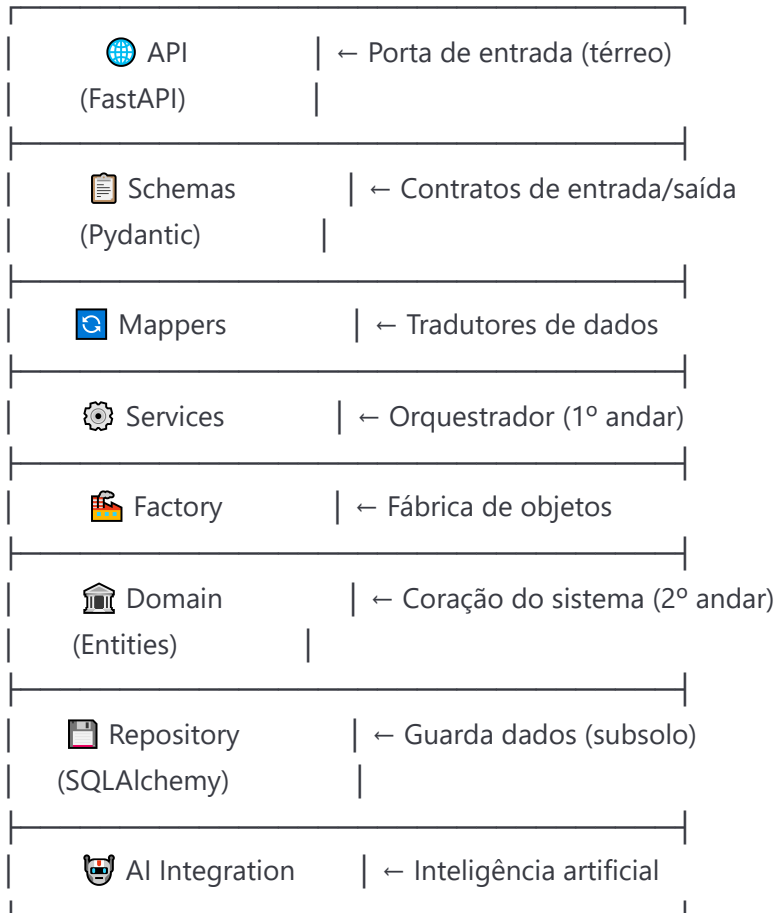 🌐 API │ ← Porta de entrada (térreo)
│ (FastAPI) │
│ 📋 Schemas │ ← Contratos de entrada/saída
│ (Pydantic) │
│ 🔄 Mappers │ ← Tradutores de dados
│ ⚙️ Services │ ← Orquestrador (1º andar)
│ 🏭 Factory │ ← Fábrica de objetos
│ 🏛️ Domain │ ← Coração do sistema (2º andar)
│ (Entities) │
│ 💾 Repository │ ← Guarda dados (subsolo)
│ (SQLAlchemy) │
│ 🤖 AI Integration │ ← Inteligência artificial